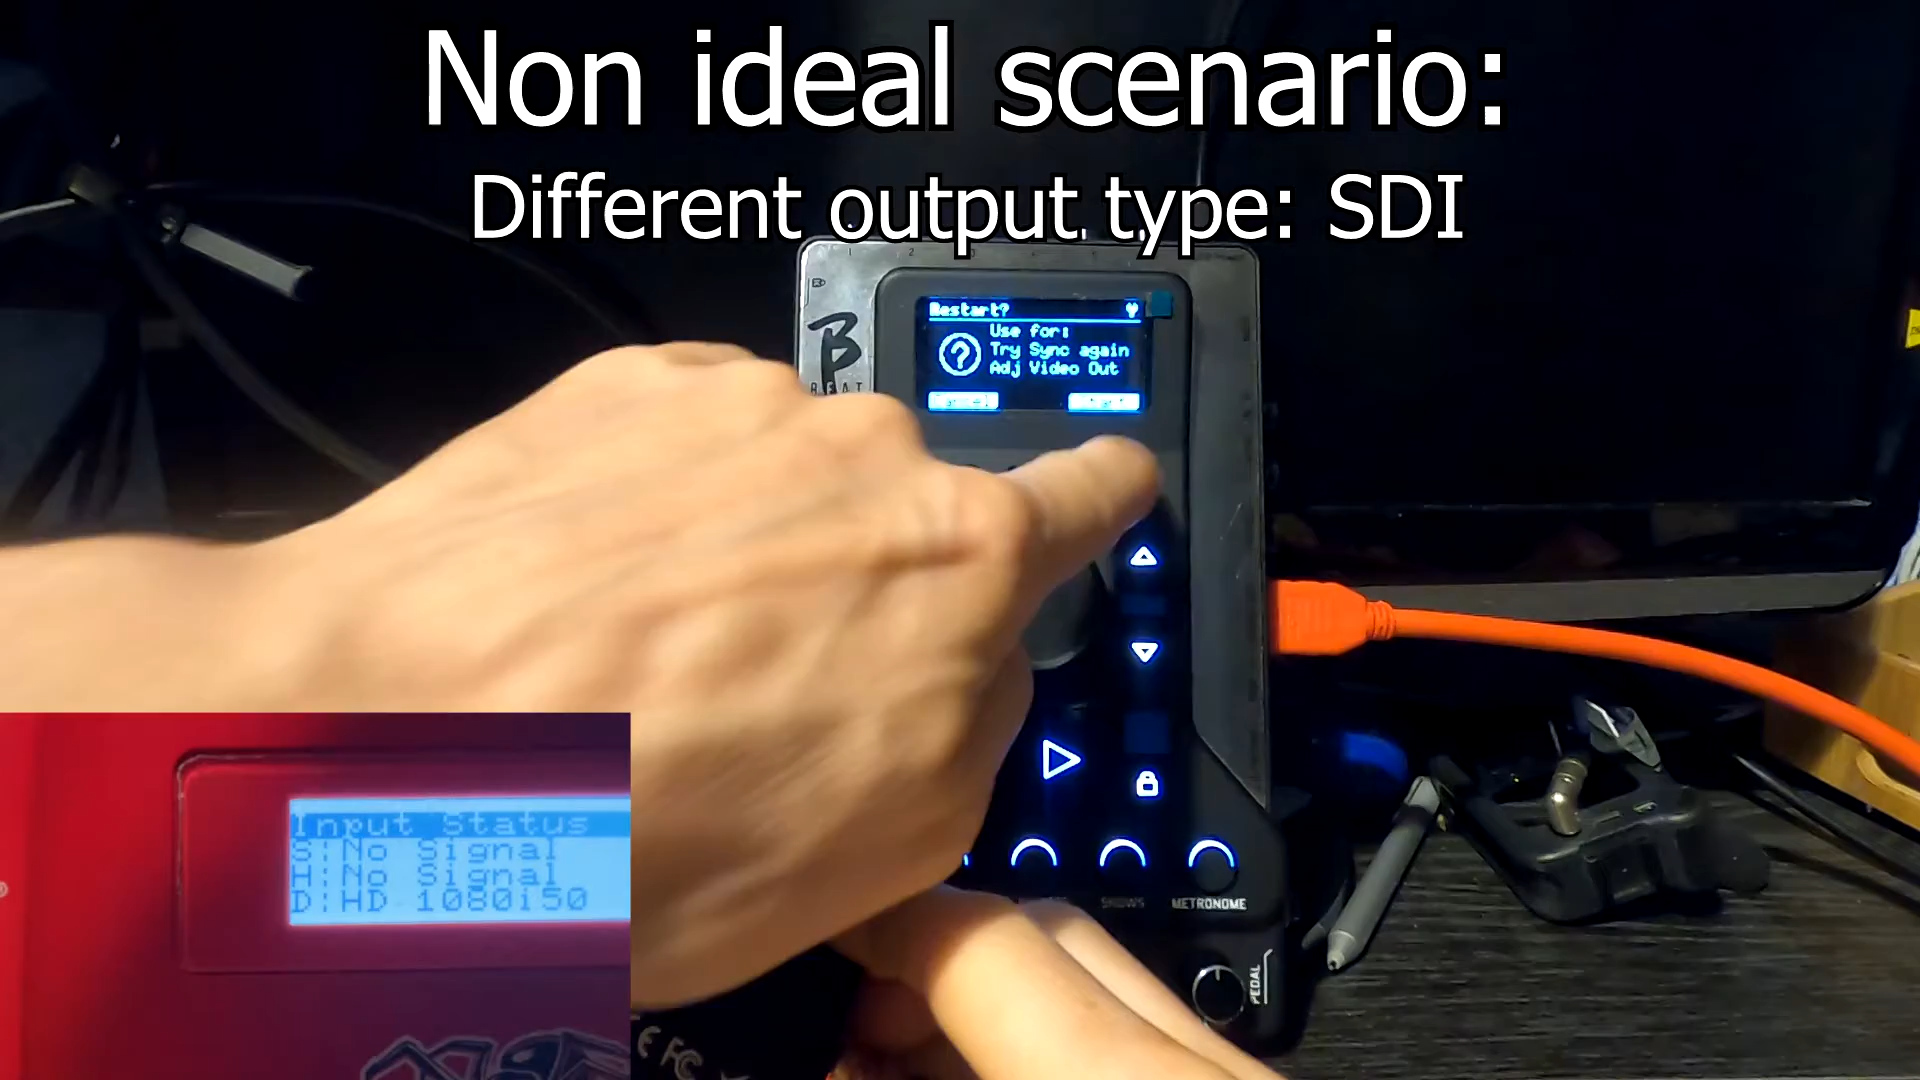 Non ideal scenario:
Different output type: SDI
Restart?
Use for:
Try Sync again
Adj Video Out
B
BEAT
METRONOME
PEDAL
Input Status
S:No Signal
H:No Signal
D:HD 1080i50